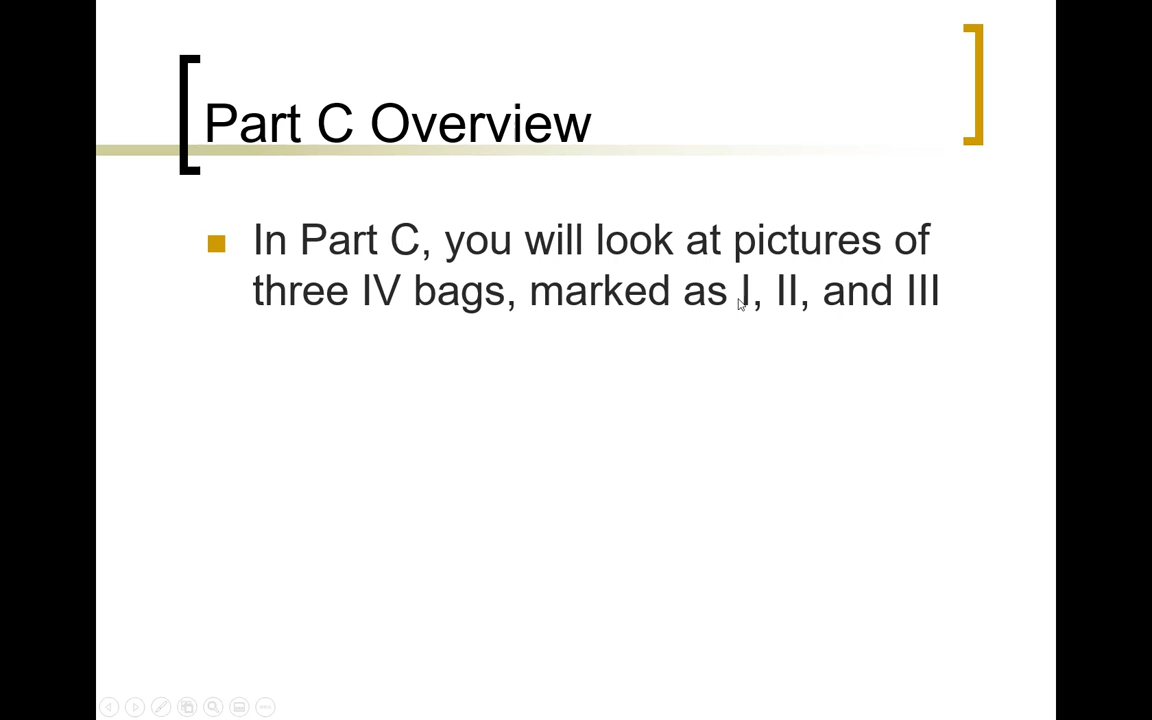 Part C Overview
In Part C, you will look at pictures of
three IV bags, marked as I, II, and III